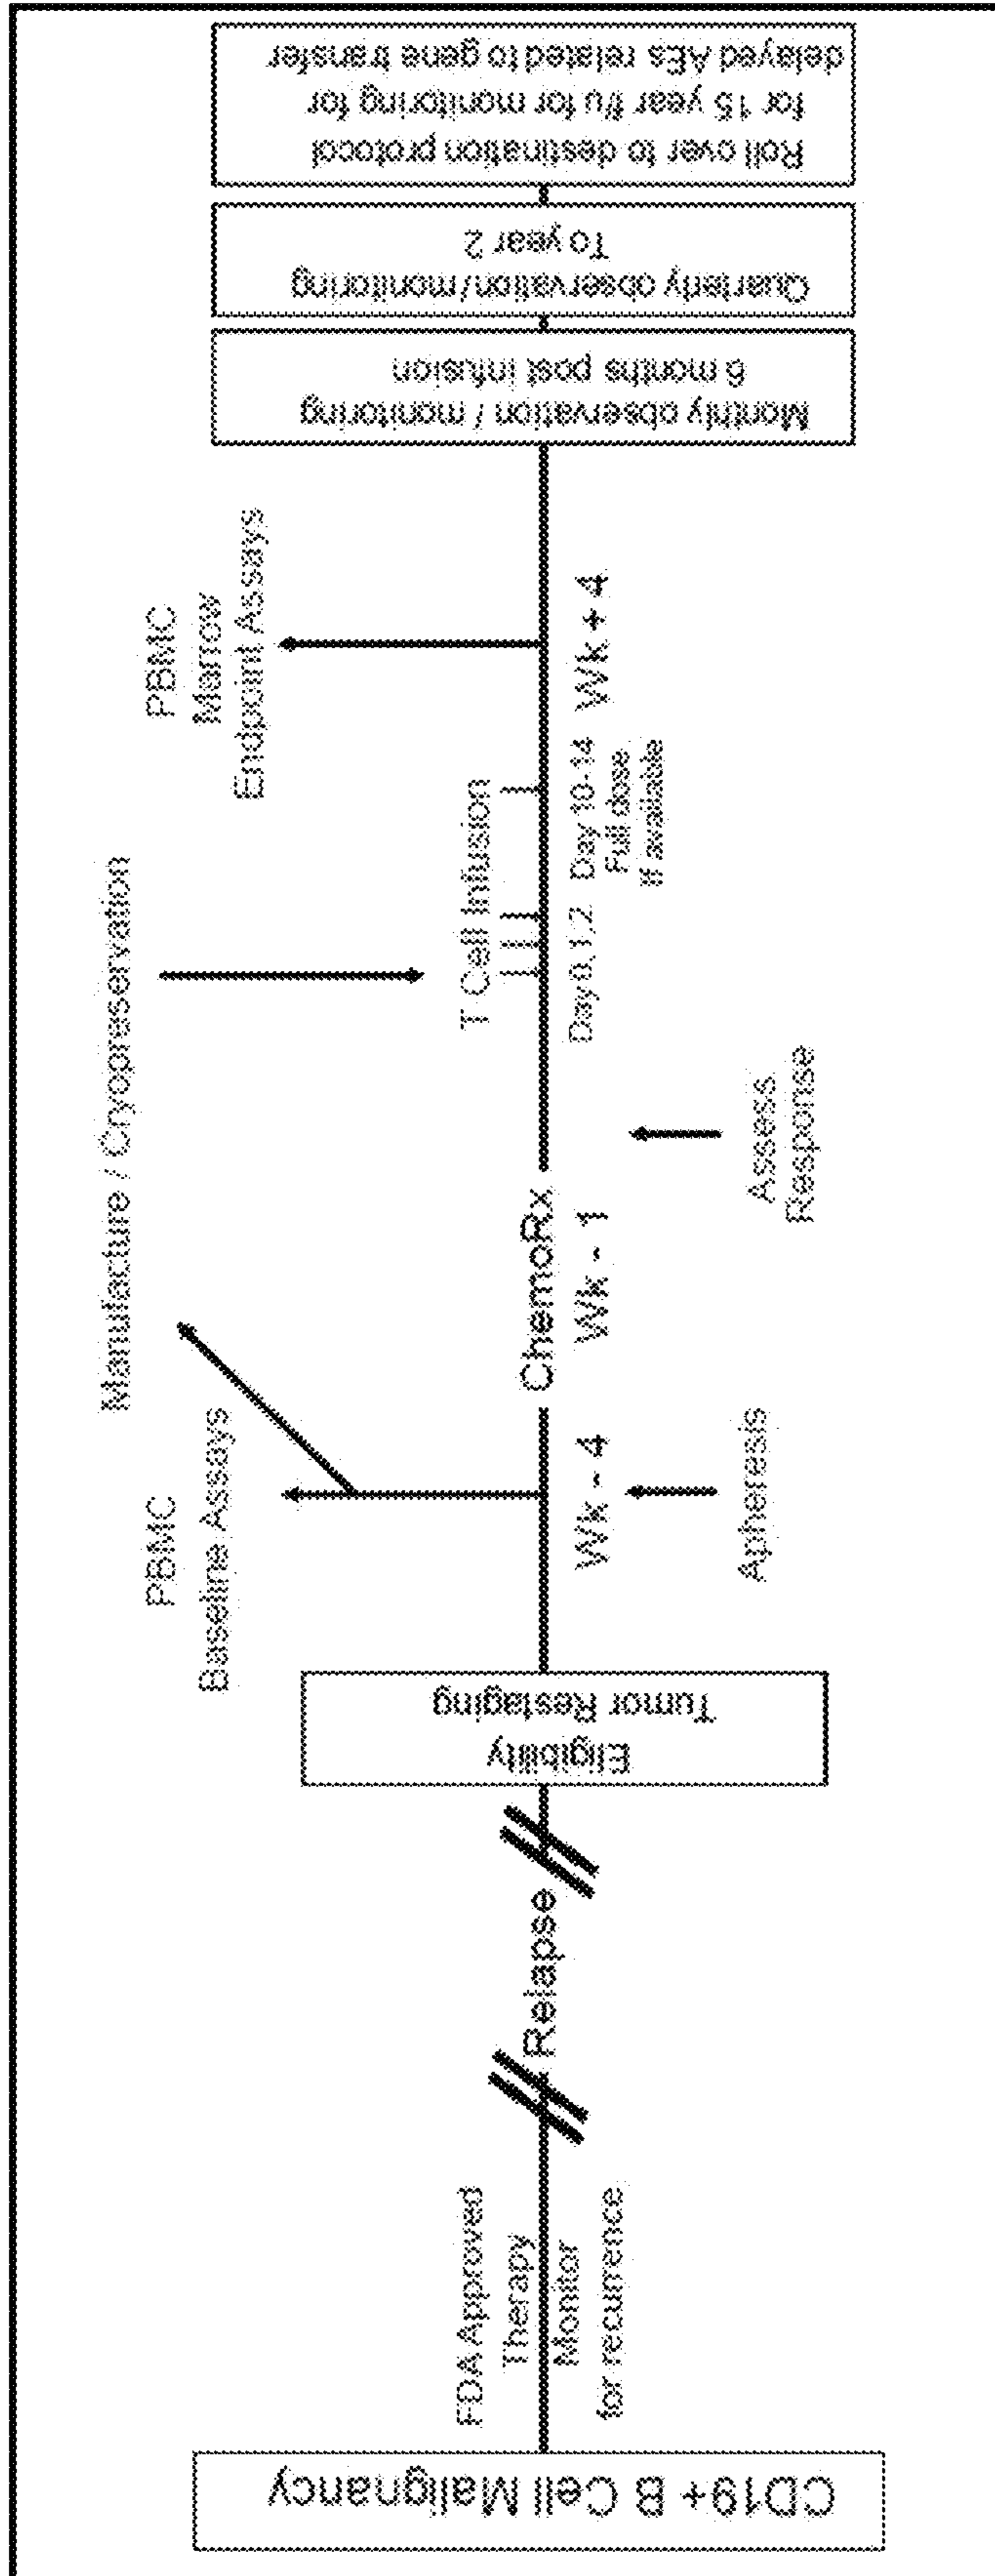 CD19+ B Cell Malignancy
FDA Approved
Therapy
Monitor
for recurrence
Relapse
Eligibility
Tumor Restaging
PBMC
Baseline Assays
Wk - 4
Apheresis
Manufacture / Cryopreservation
ChemoRx
Wk - 1
Assess
Response
T Cell Infusion
Day 0,1,2
Day 10-14
Full dose
If available
PBMC
Marrow
Endpoint Assays
Wk + 4
Monthly observation / monitoring
6 months post infusion
Quarterly observation/monitoring
To year 2
Roll over to destination protocol
for 15 year f/u for monitoring for
delayed AEs related to gene transfer